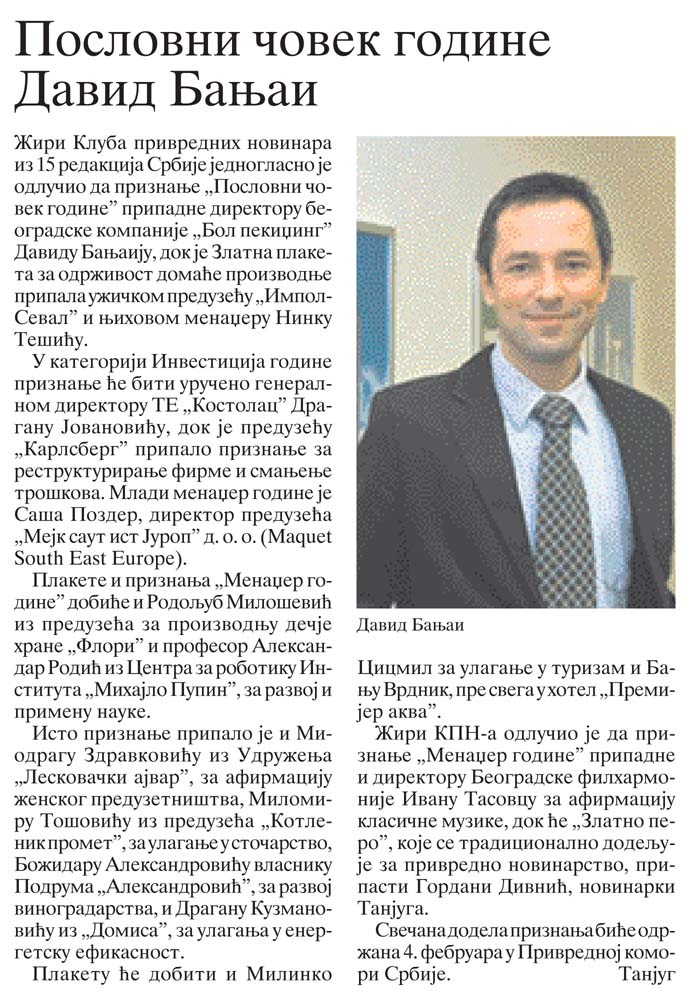 Пословни човек године
Давид Бањаи
Жири Клуба привредних новинара
из 15 редакција Србије једногласно је
одлучио да признање „Пословни чо-
век године” припадне директору бе-
оградске компаније „Бол пекиџинг”
Давиду Бањаију, док је Златна плаке-
та за одрживост домаће производње
припала ужичком предузећу „Импол-
Севал” и њиховом менаџеру Нинку
Тешићу.
У категорији Инвестиција године
признање ће бити уручено генерал-
ном директору ТЕ „Костолац” Дра-
гану Јовановићу, док је предузећу
„Карлсберг” припало признање за
реструктурирање фирме и смањење
трошкова. Млади менаџер године је
Саша Поздер, директор предузећа
„Мејк саут ист Јуроп” д. о. о. (Maquet
South East Europe).
Плакете и признања „Менаџер го-
дине” добиће и Родољуб Милошевић
из предузећа за производњу дечје
хране „Флори” и професор Алексан-
дар Родић из Центра за роботику Ин-
ститута „Михајло Пупин”, за развој и
примену науке.
Исто признање припало је и Ми-
одрагу Здравковићу из Удружења
„Лесковачки ајвар”, за афирмацију
женског предузетништва, Миломи-
ру Тошовићу из предузећа „Котле-
ник промет”, за улагање у сточарство,
Божидару Александровићу власнику
Подрума „Александровић”, за развој
виноградарства, и Драгану Кузмано-
вићу из „Домиса”, за улагања у енер-
гетску ефикасност.
Плакету ће добити и Милинко
Давид Бањаи
Цицмил за улагање у туризам и Ба-
њу Врдник, пре свега у хотел „Преми-
јер аква”.
Жири КПН-а одлучио је да при-
знање „Менаџер године” припадне
и директору Београдске филхармо-
није Ивану Тасовцу за афирмацију
класичне музике, док ће „Златно пе-
ро”, које се традиционално додељу-
је за привредно новинарство, при-
пасти Гордани Дивнић, новинарки
Танјуга.
Свечана додела признања биће одр-
жана 4. фебруара у Привредној комо-
ри Србије. Танјуг